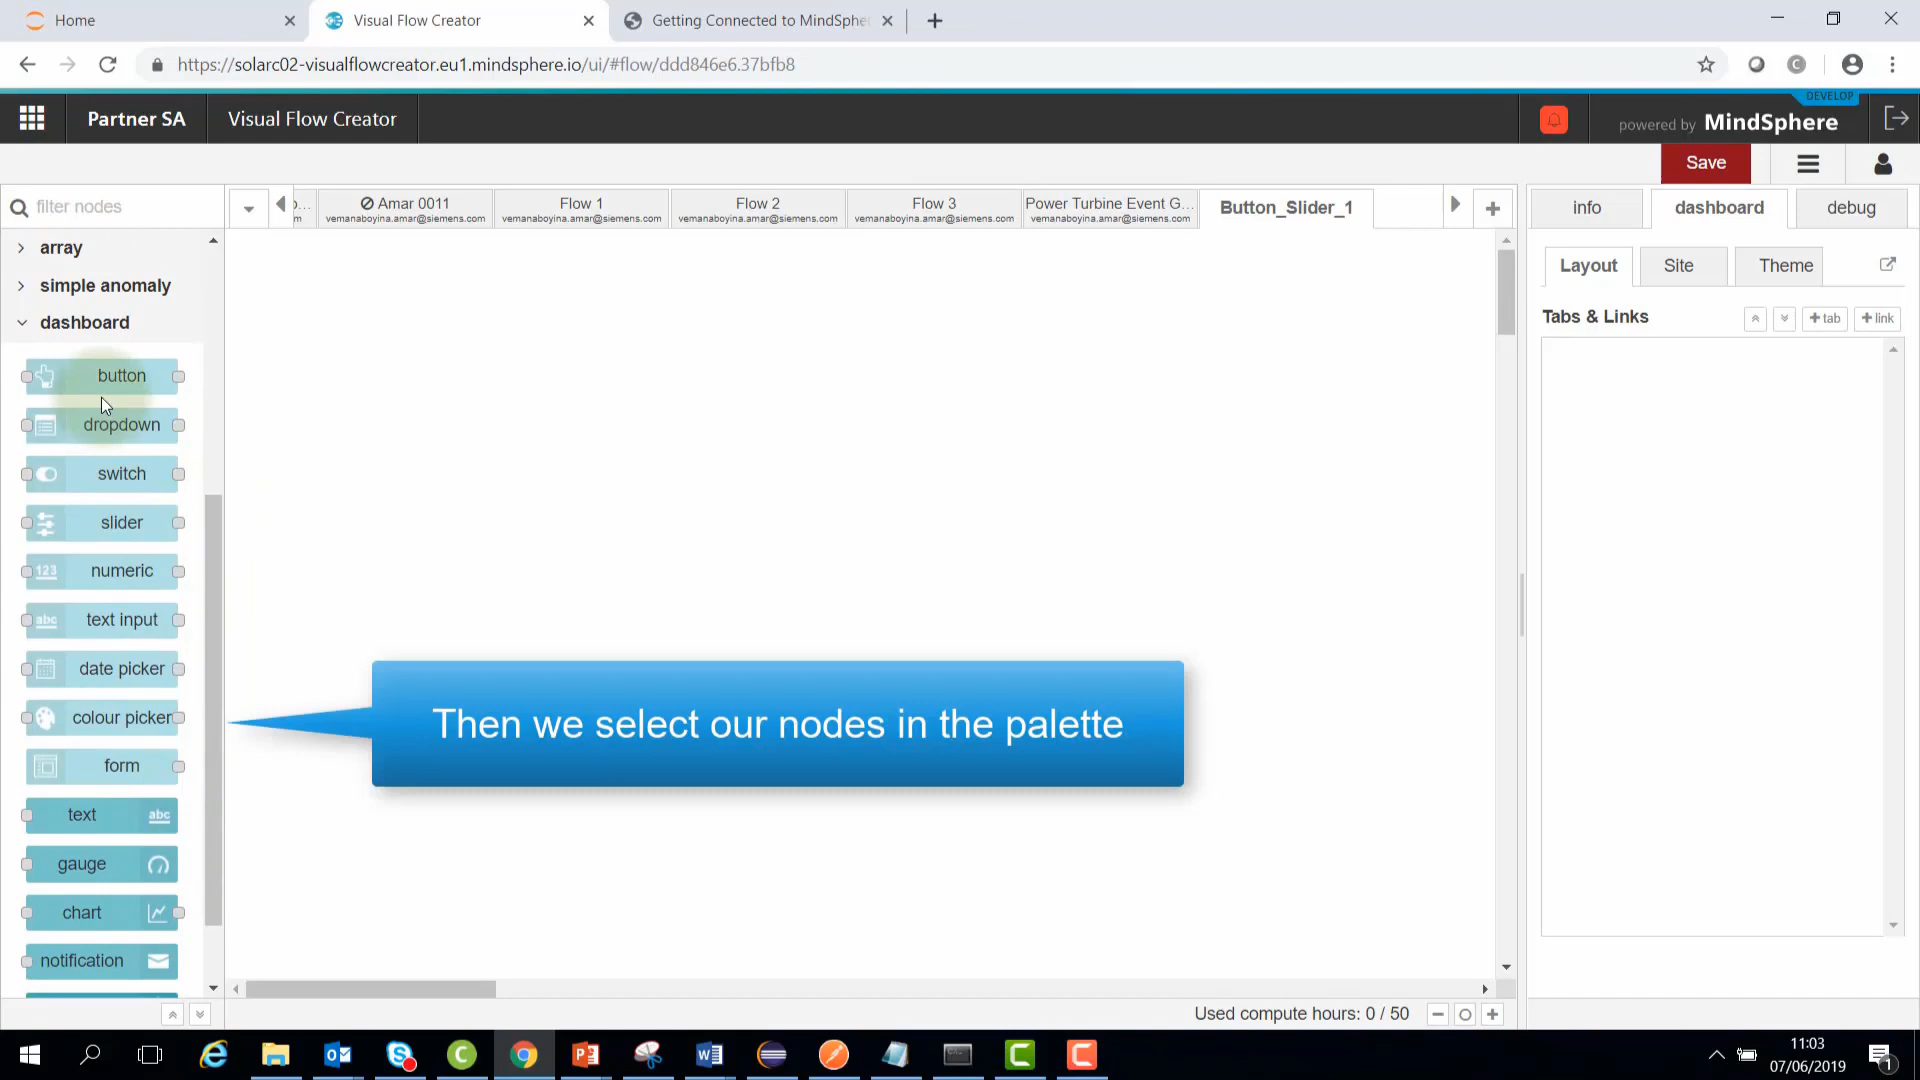 Home
Visual Flow Creator
Getting Connected to MindSphe
https://solarc02-visualflowcreator.eu1.mindsphere.io/ui/#flow/ddd846e6.37bfb8
Partner SA
Visual Flow Creator
DEVELOP
powered by MindSphere
Save
filter nodes
Amar 0011
vemanaboyina.amar@siemens.com
Flow 1
vemanaboyina.amar@siemens.com
Flow 2
vemanaboyina.amar@siemens.com
Flow 3
vemanaboyina.amar@siemens.com
Power Turbine Event G...
vemanaboyina.amar@siemens.com
Button_Slider_1
info
dashboard
debug
array
simple anomaly
dashboard
button
dropdown
switch
slider
123 numeric
abc text input
date picker
colour picker
form
text abc
gauge
chart
notification
Layout
Site
Theme
Tabs & Links
+tab
+link
Then we select our nodes in the palette
Used compute hours: 0 / 50
11:03
07/06/2019
1